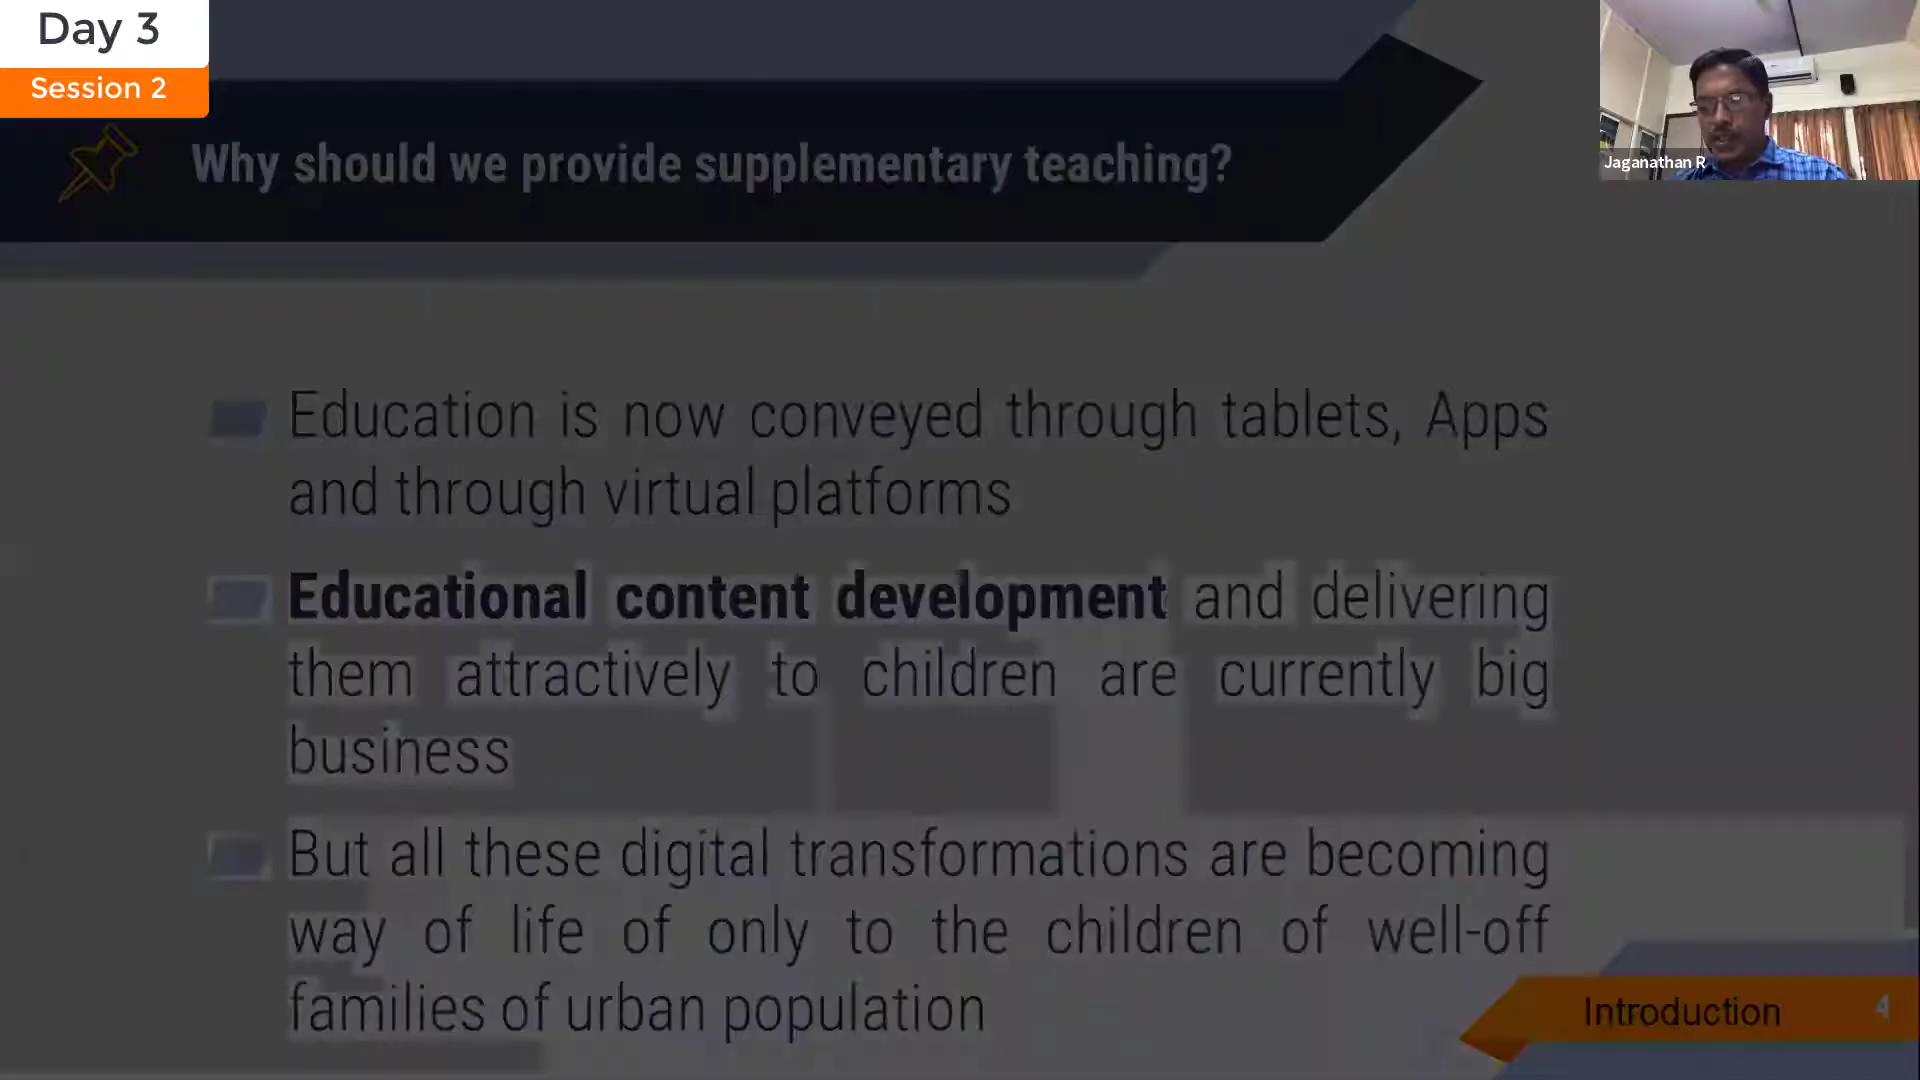 Day 3
Session 2
Jaganathan R
Why should we provide supplementary teaching?
Education is now conveyed through tablets, Apps
and through virtual platforms
Educational content development and delivering
them attractively to children are currently big
business
But all these digital transformations are becoming
way of life of only to the children of well-off
families of urban population
Introduction 4